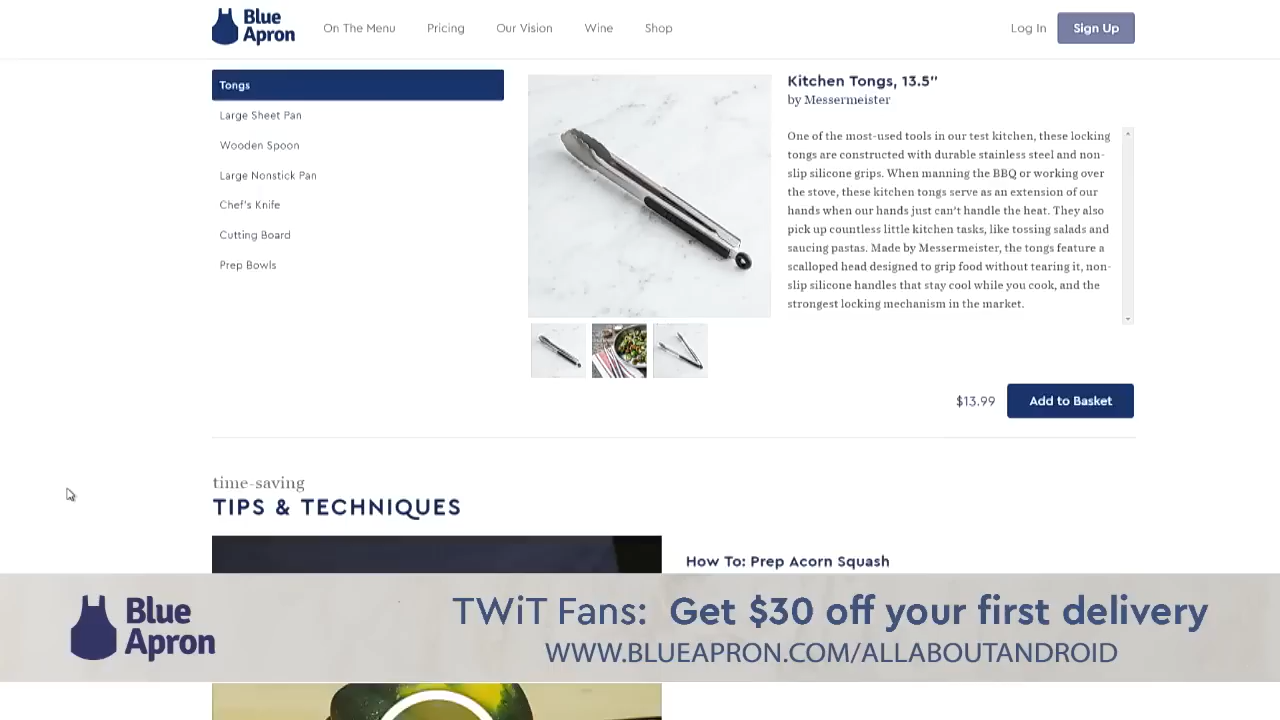 Blue Apron
On The Menu
Pricing
Our Vision
Wine
Shop
Log In
Sign Up
Tongs
Large Sheet Pan
Wooden Spoon
Large Nonstick Pan
Chef's Knife
Cutting Board
Prep Bowls
Kitchen Tongs, 13.5"
by Messermeister
One of the most-used tools in our test kitchen, these locking
tongs are constructed with durable stainless steel and non-
slip silicone grips. When manning the BBQ or working over
the stove, these kitchen tongs serve as an extension of our
hands when our hands just can't handle the heat. They also
pick up countless little kitchen tasks, like tossing salads and
saucing pastas. Made by Messermeister, the tongs feature a
scalloped head designed to grip food without tearing it, non-
slip silicone handles that stay cool while you cook, and the
strongest locking mechanism in the market.
$13.99
Add to Basket
time-saving
TIPS & TECHNIQUES
How To: Prep Acorn Squash
Blue
Apron
TWiT Fans: Get $30 off your first delivery
WWW.BLUEAPRON.COM/ALLABOUTANDROID